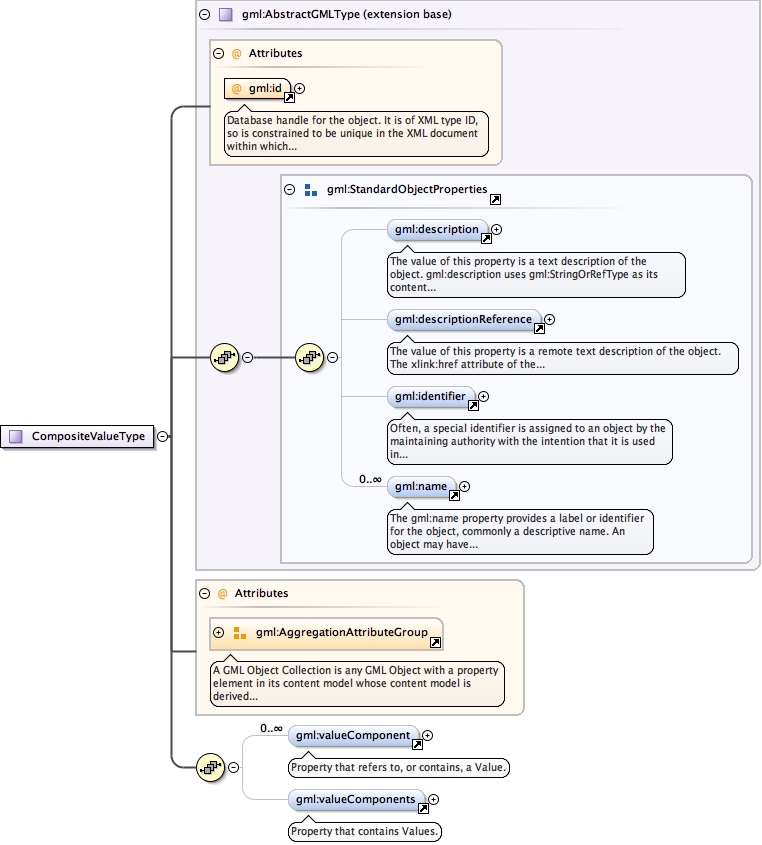 gml:AbstractGMLType (extension base)
@ Attributes
@ gml:id
Database handle for the object. It is of XML type ID,
so is constrained to be unique in the XML document
within which...
gml:StandardObjectProperties
gml:description
The value of this property is a text description of the
object. gml:description uses gml:StringOrRefType as its
content...
gml:descriptionReference
The value of this property is a remote text description of the object.
The xlink:href attribute of the...
gml:identifier
Often, a special identifier is assigned to an object by the
maintaining authority with the intention that it is used
in...
CompositeValueType
0..∞
gml:name
The gml:name property provides a label or identifier
for the object, commonly a descriptive name. An
object may have...
@ Attributes
gml:AggregationAttributeGroup
A GML Object Collection is any GML Object with a property
element in its content model whose content model is
derived...
0..∞
gml:valueComponent
Property that refers to, or contains, a Value.
gml:valueComponents
Property that contains Values.